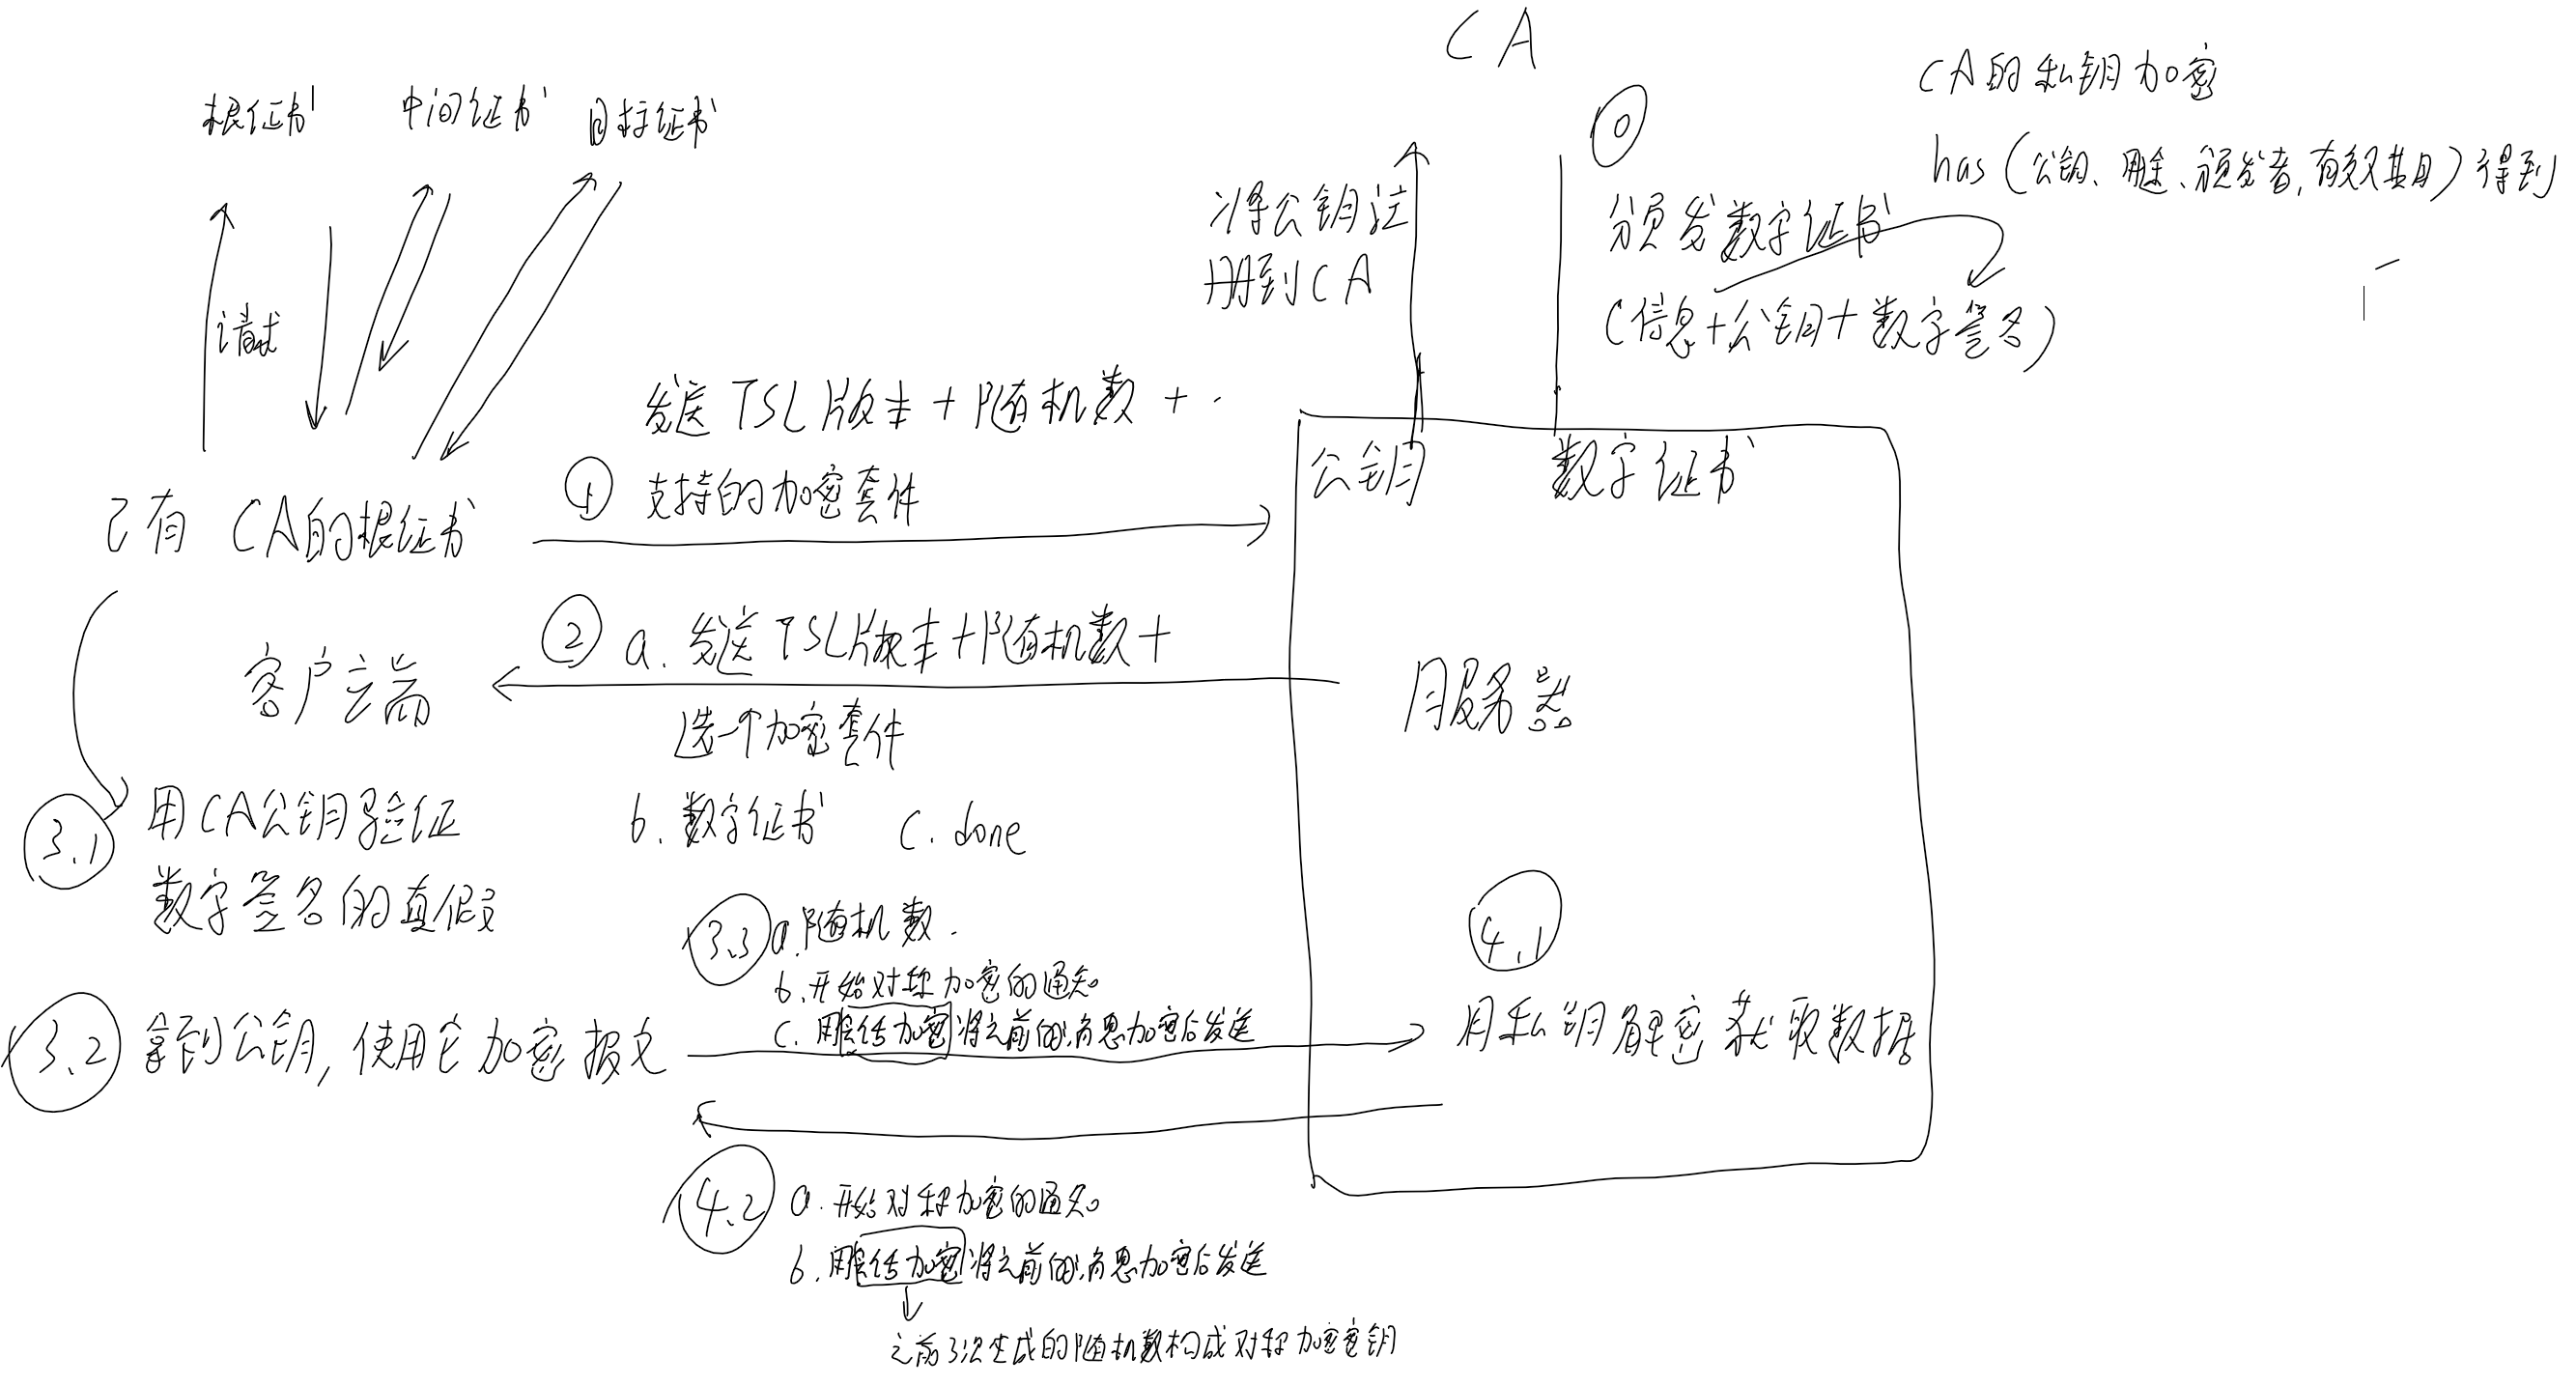 CA
CA的私钥加密
has(公钥、用途、颁发者,有效期)得到
根证书
中间证书
目标证书
请求
将公钥注
册到CA
0
颁发数字证书
(信息+公钥+数字签名)
发送TSL版本+随机数+
① 支持的加密套件
已有 CA的根证书
公钥
数字证书
② a. 发送TSL版本+随机数+
选一个加密套件
b. 数字证书 c. done
客户端
服务器
3.1 用CA公钥验证
数字签名的真假
3.3 a.随机数.
b.开始对称加密的通知
c. 用会话加密将之前的消息加密后发送
3.2 拿到公钥,使用它加密报文
4.1
用私钥解密获取数据
4.2 a.开始对称加密的通知
b.用会话加密将之前的消息加密后发送
之前3次生成的随机数构成对称加密密钥